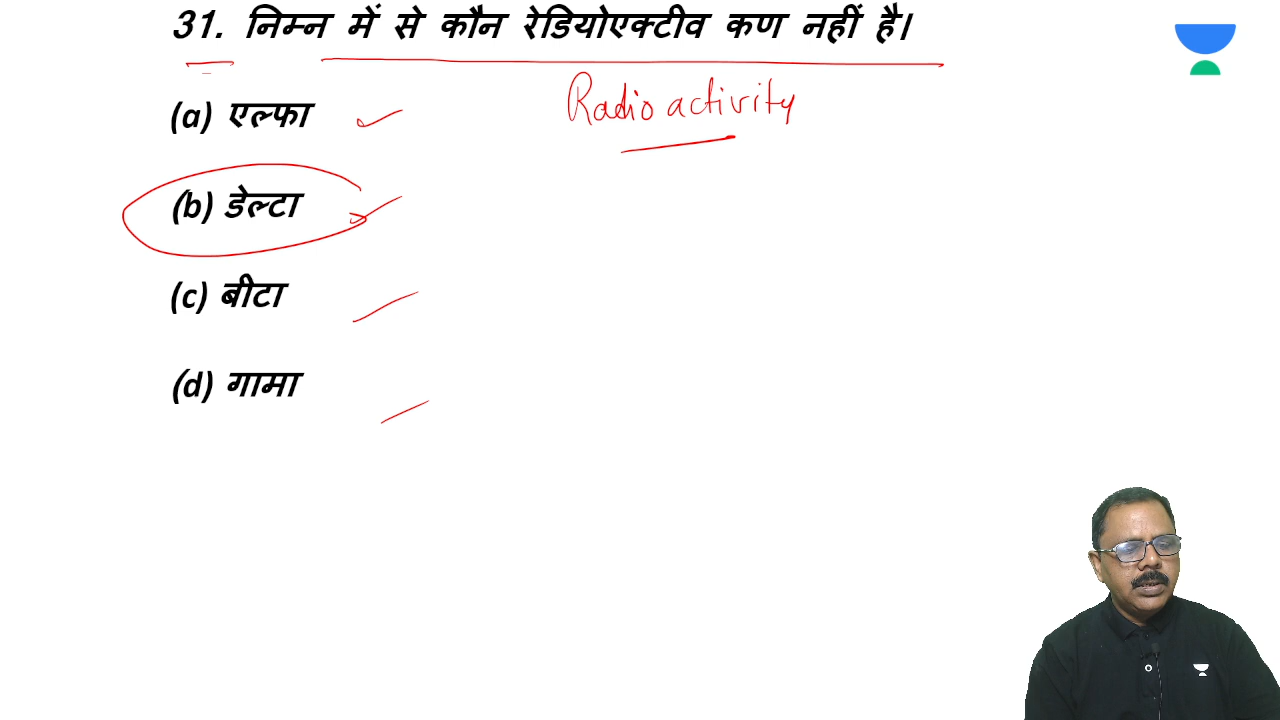 31. निम्न में से कौन रेडियोएक्टीव कण नहीं है।
Radio activity
(a) एल्फा
(b) डेल्टा
(c) बीटा
(d) गामा